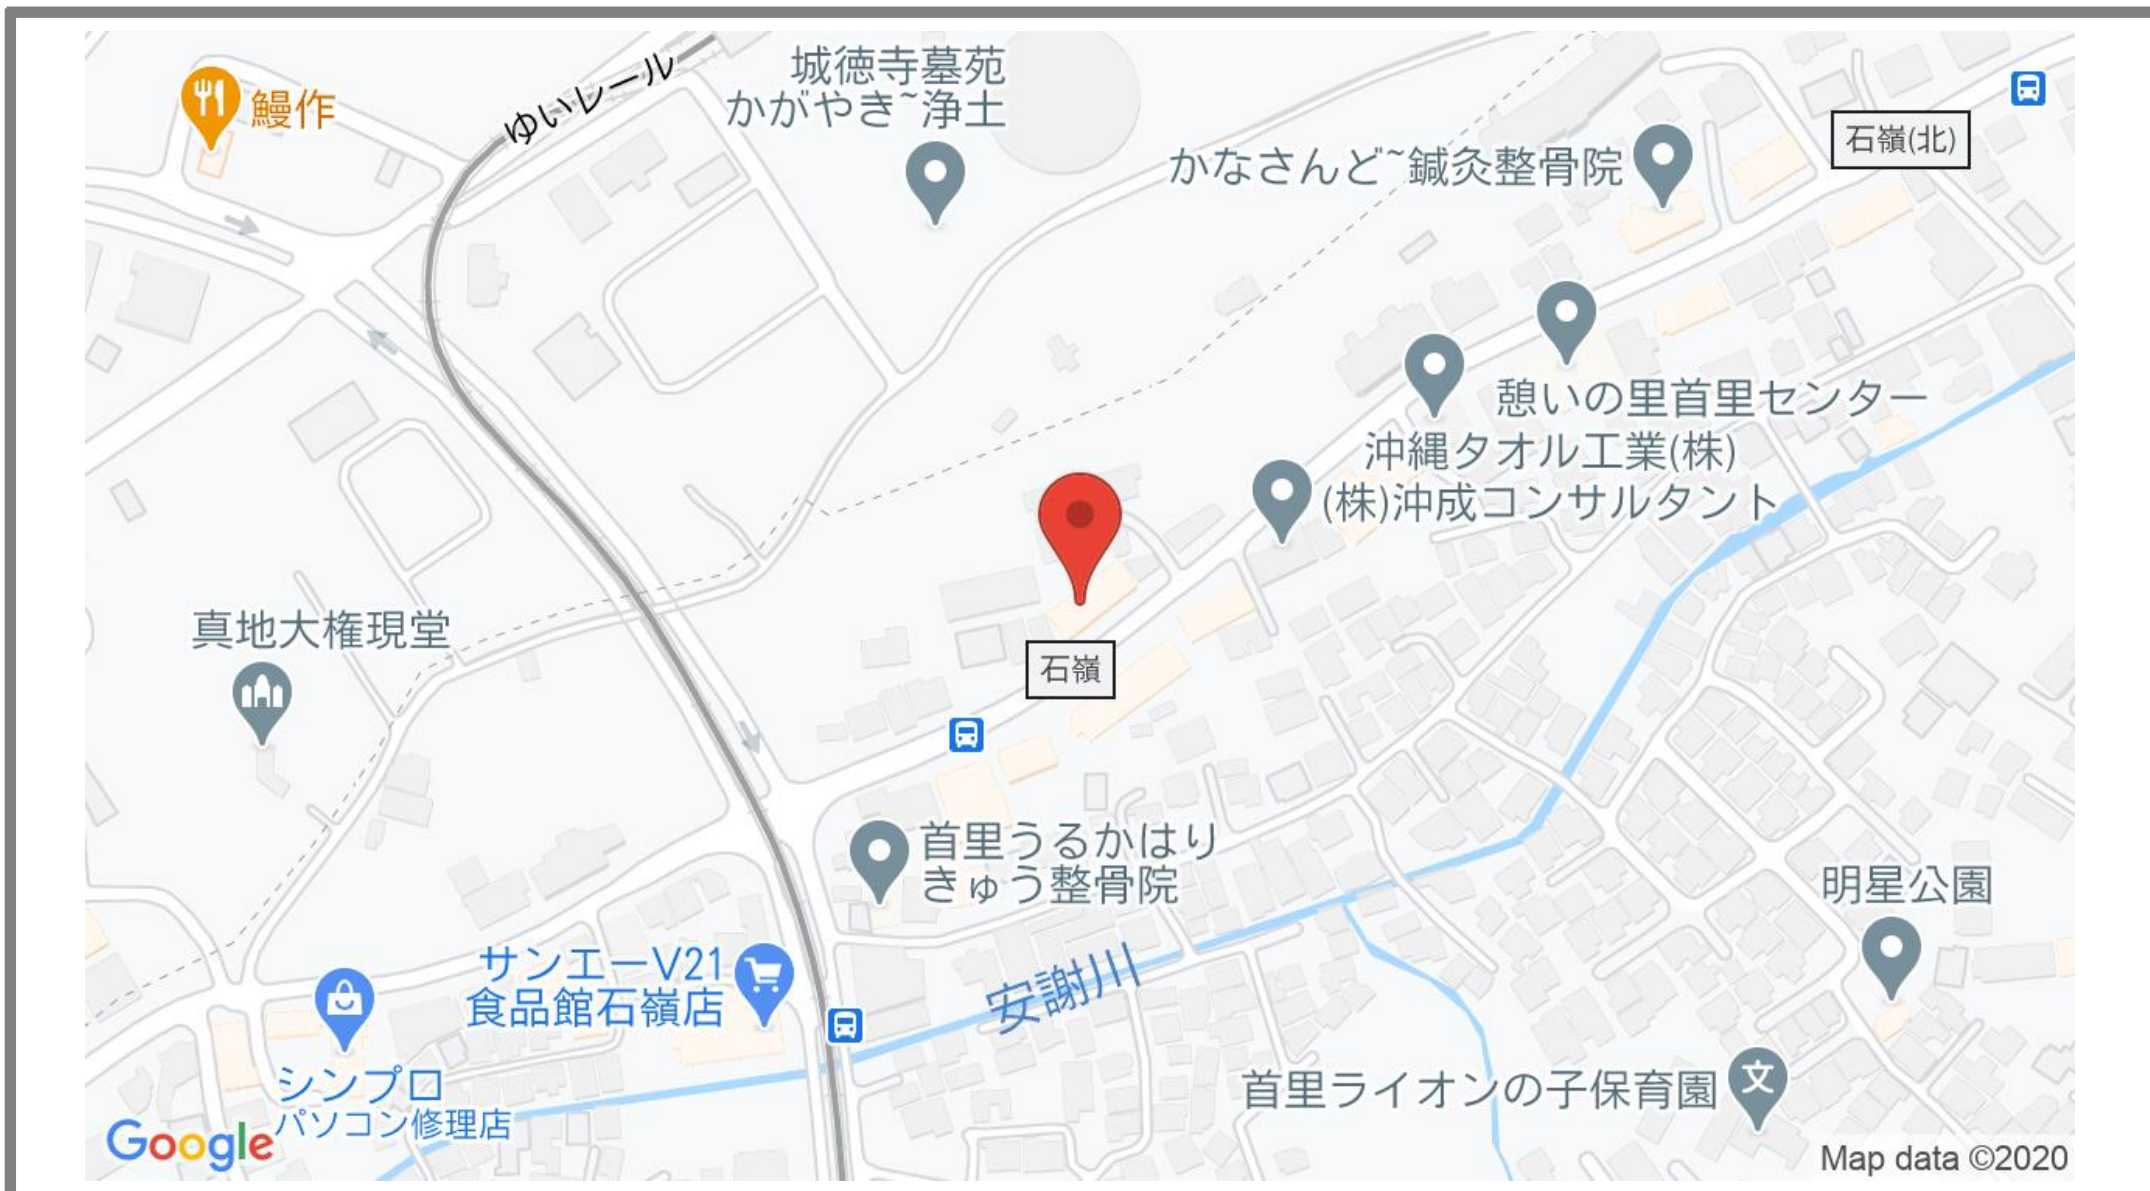 城徳寺墓苑
かがやき~浄土
ゆいレール
鰻作
石嶺(北)
かなさんど~鍼灸整骨院
憩いの里首里センター
沖縄タオル工業(株)
(株)沖成コンサルタント
真地大権現堂
石嶺
首里うるかはり
きゅう整骨院
明星公園
サンエーV21
食品館石嶺店
安謝川
シンプロ
パソコン修理店
首里ライオンの子保育園
文
Google
Map data ©2020